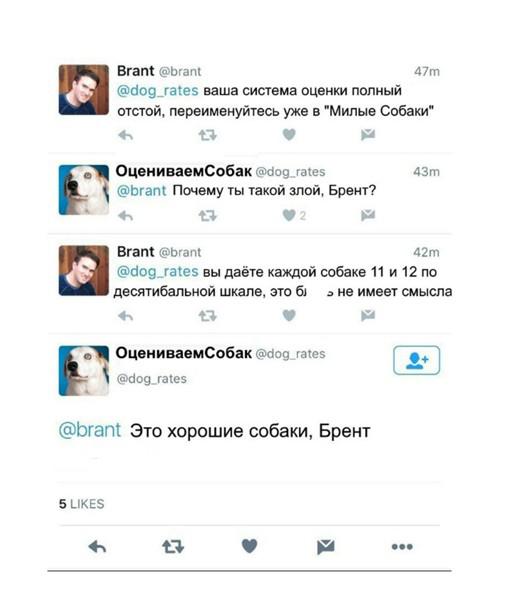 Brant @brant 47m
@dog_rates ваша система оценки полный
отстой, переименуйтесь уже в "Милые Собаки"
ОцениваемСобак @dog_rates 43m
@brant Почему ты такой злой, Брент?
2
Brant @brant 42m
@dog_rates вы даёте каждой собаке 11 и 12 по
десятибальной шкале, это не имеет смысла
ОцениваемСобак @dog_rates
@dog_rates
@brant Это хорошие собаки, Брент
5 LIKES